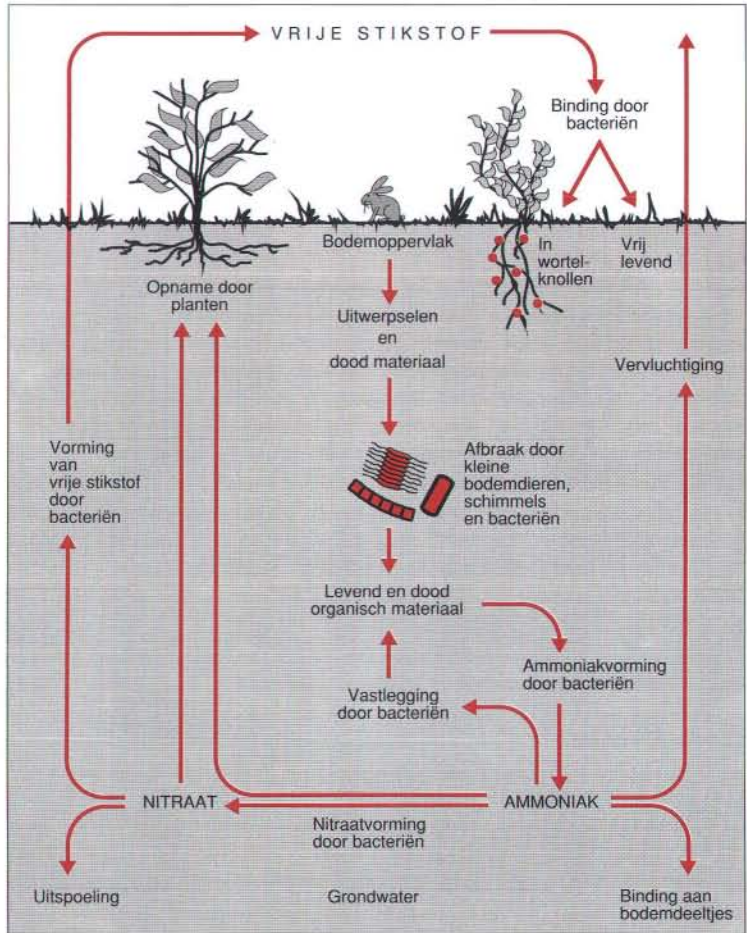 VRIJE STIKSTOF
Binding door
bacteriën
Bodemoppervlak
In
wortel-
knollen
Vrij
levend
Opname door
planten
Uitwerpselen
en
dood materiaal
Vervluchtiging
Vorming
van
vrije stikstof
door
bacteriën
Afbraak door
kleine
bodemdieren,
schimmels
en bacteriën
Levend en dood
organisch materiaal
Ammoniakvorming
door bacteriën
Vastlegging
door bacteriën
NITRAAT
AMMONIAK
Nitraatvorming
door bacteriën
Uitspoeling
Grondwater
Binding aan
bodemdeeltjes